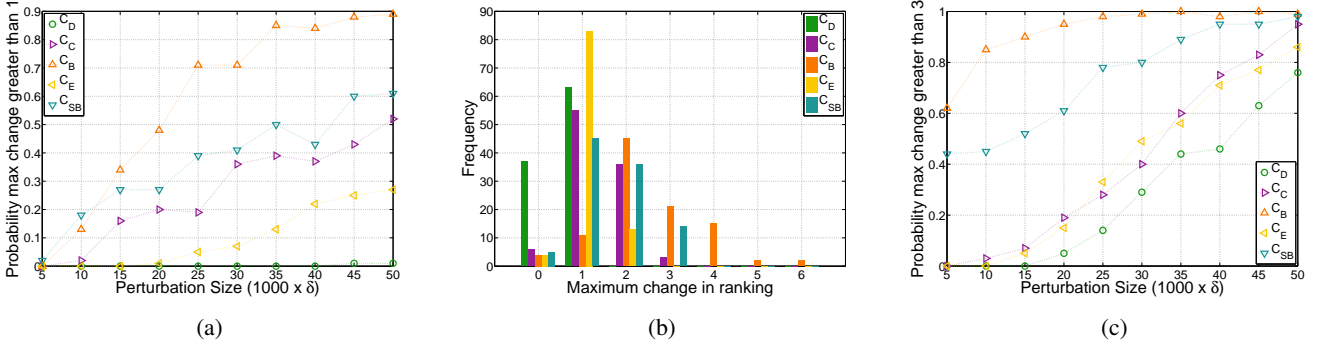 Probability max change greater than 1
0.9
0.8
0.7
0.6
0.5
0.4
0.3
0.2
0.1
0
5 10 15 20 25 30 35 40 45 50
Perturbation Size (1000 x δ)
C_D
C_C
C_B
C_E
C_SB
(a)
Frequency
90
80
70
60
50
40
30
20
10
0
0 1 2 3 4 5 6
Maximum change in ranking
C_D
C_C
C_B
C_E
C_SB
(b)
Probability max change greater than 3
1
0.8
0.6
0.4
0.2
0
5 10 15 20 25 30 35 40 45 50
Perturbation Size (1000 x δ)
C_D
C_C
C_B
C_E
C_SB
(c)